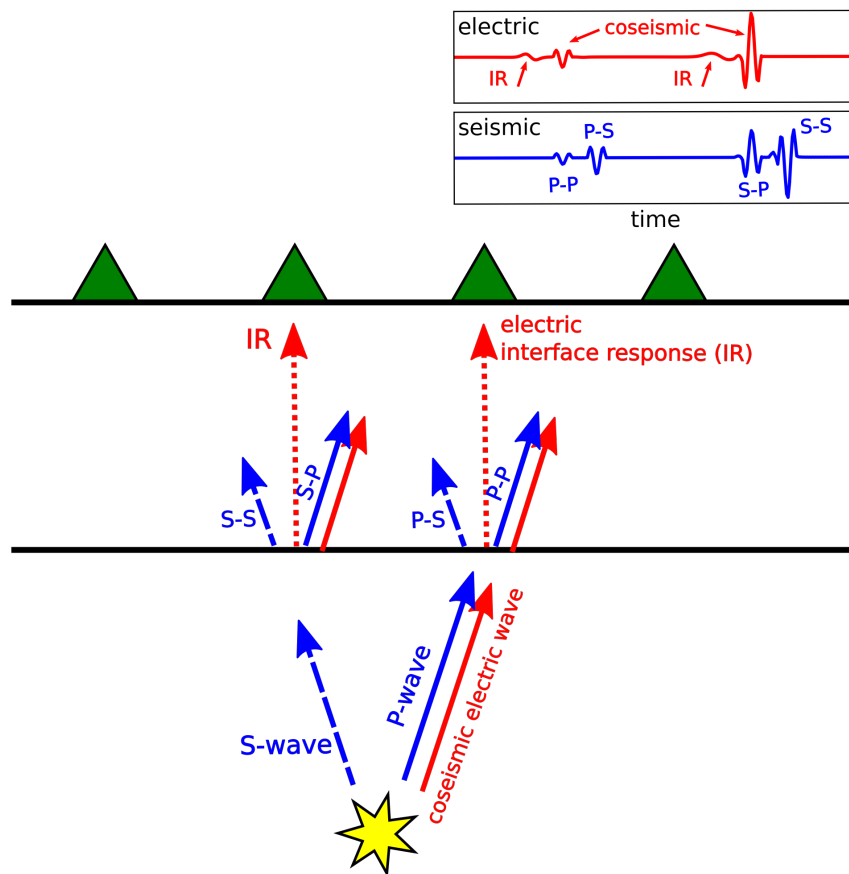 electric
coseismic
IR
IR
seismic
P-S
S-S
P-P
S-P
time
IR
electric
interface response (IR)
S-P
P-P
S-S
P-S
P-wave
coseismic electric wave
S-wave